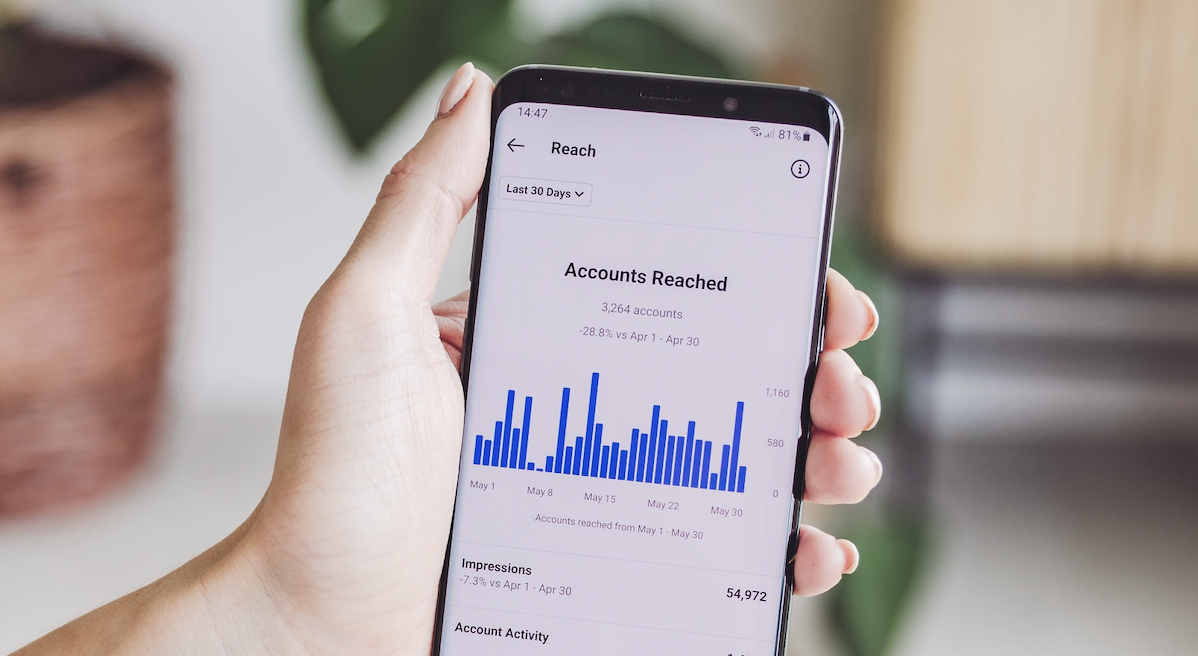 14:47
81%
Reach
Last 30 Days
Accounts Reached
3,264 accounts
-28.8% vs Apr 1 - Apr 30
1,160
580
0
May 1 May 8 May 15 May 22 May 30
Accounts reached from May 1 - May 30
Impressions
54,972
-7.3% vs Apr 1 - Apr 30
Account Activity